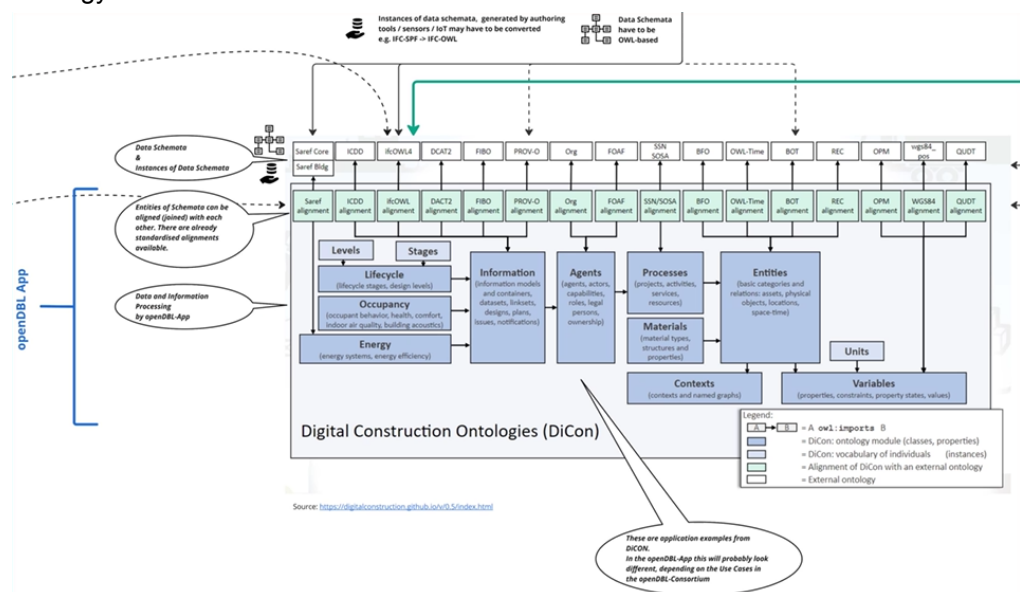 Instances of data schemata, generated by authoring
tools / sensors / IoT may have to be converted
e.g. IFC-SPF -> IFC-OWL
Data Schemata
have to be
OWL-based
Data Schemata
&
Instances of Data Schemata
Saref Core
Saref Bldg
ICDD
ifcOWL4
DCAT2
FIBO
PROV-O
Org
FOAF
SSN
SOSA
BFO
OWL-Time
BOT
REC
OPM
wgs84_
pos
QUDT
Entities of Schemata can be
aligned (joined) with each
other. There are already
standardised alignments
available.
Saref
alignment
ICDD
alignment
ifcOWL
alignment
DACT2
alignment
FIBO
alignment
PROV-O
alignment
Org
alignment
FOAF
alignment
SSN/SOSA
alignment
BFO
alignment
OWL-Time
alignment
BOT
alignment
REC
alignment
OPM
alignment
WGS84
alignment
QUDT
alignment
openDBL App
Data and Information
Processing
by openDBL-App
Levels
Stages
Lifecycle
(lifecycle stages, design levels)
Occupancy
(occupant behavior, health, comfort,
indoor air quality, building acoustics)
Energy
(energy systems, energy efficiency)
Information
(information models
and containers,
datasets, linksets,
designs, plans,
issues, notifications)
Agents
(agents, actors,
capabilities,
roles, legal
persons,
ownership)
Processes
(projects, activities,
services,
resources)
Materials
(material types,
structures and
properties)
Entities
(basic categories and
relations: assets, physical
objects, locations,
space-time)
Units
Contexts
(contexts and named graphs)
Variables
(properties, constraints, property states, values)
Digital Construction Ontologies (DiCon)
Legend:
A
B
= A owl:imports B
= DiCon: ontology module (classes, properties)
= DiCon: vocabulary of individuals (instances)
= Alignment of DiCon with an external ontology
= External ontology
Source: https://digitalconstruction.github.io/v/0.5/index.html
These are application examples from
DiCON.
In the openDBL-App this will probably look
different, depending on the Use Cases in
the openDBL-Consortium